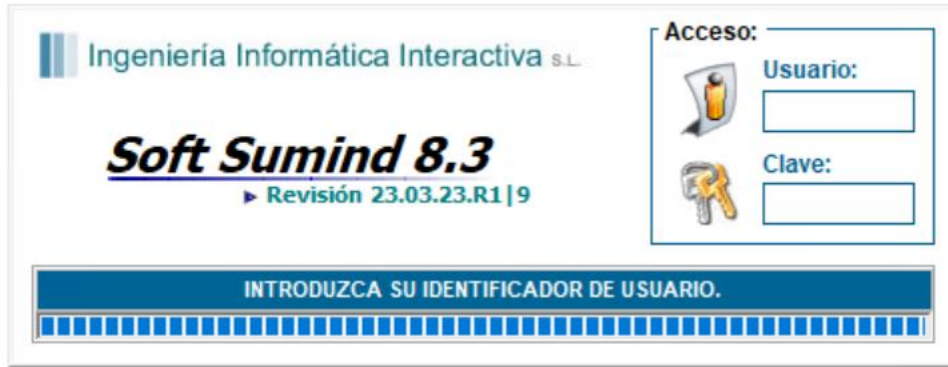 Ingeniería Informática Interactiva S.L.
Soft Sumind 8.3
Revisión 23.03.23.R1|9
Acceso:
Usuario:
Clave:
INTRODUZCA SU IDENTIFICADOR DE USUARIO.